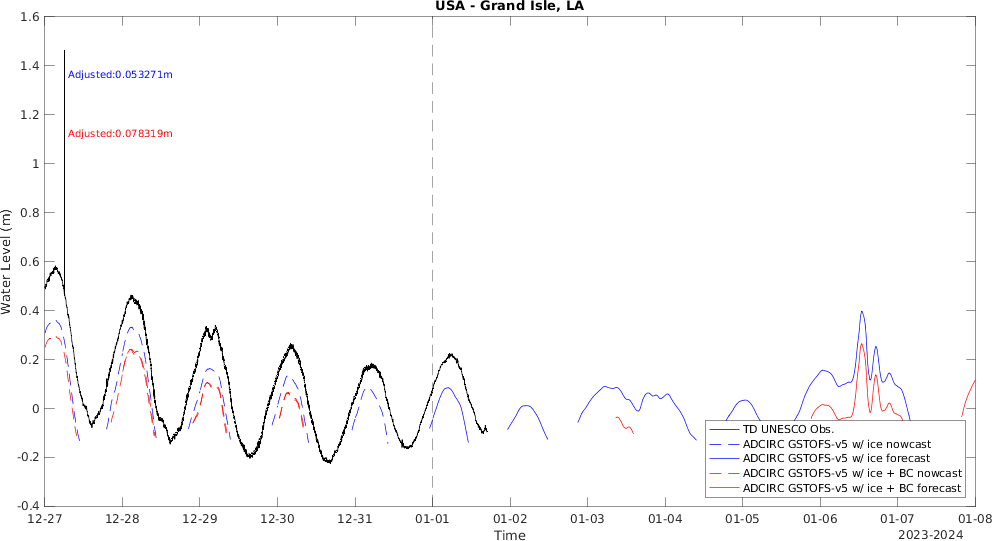 USA - Grand Isle, LA
1.6
1.4
1.2
1
0.8
0.6
0.4
0.2
0
-0.2
-0.4
Water Level (m)
Adjusted:0.053271m
Adjusted:0.078319m
TD UNESCO Obs.
ADCIRC GSTOFS-v5 w/ ice nowcast
ADCIRC GSTOFS-v5 w/ ice forecast
ADCIRC GSTOFS-v5 w/ ice + BC nowcast
ADCIRC GSTOFS-v5 w/ ice + BC forecast
12-27 12-28 12-29 12-30 12-31 01-01 01-02 01-03 01-04 01-05 01-06 01-07 01-08
Time
2023-2024